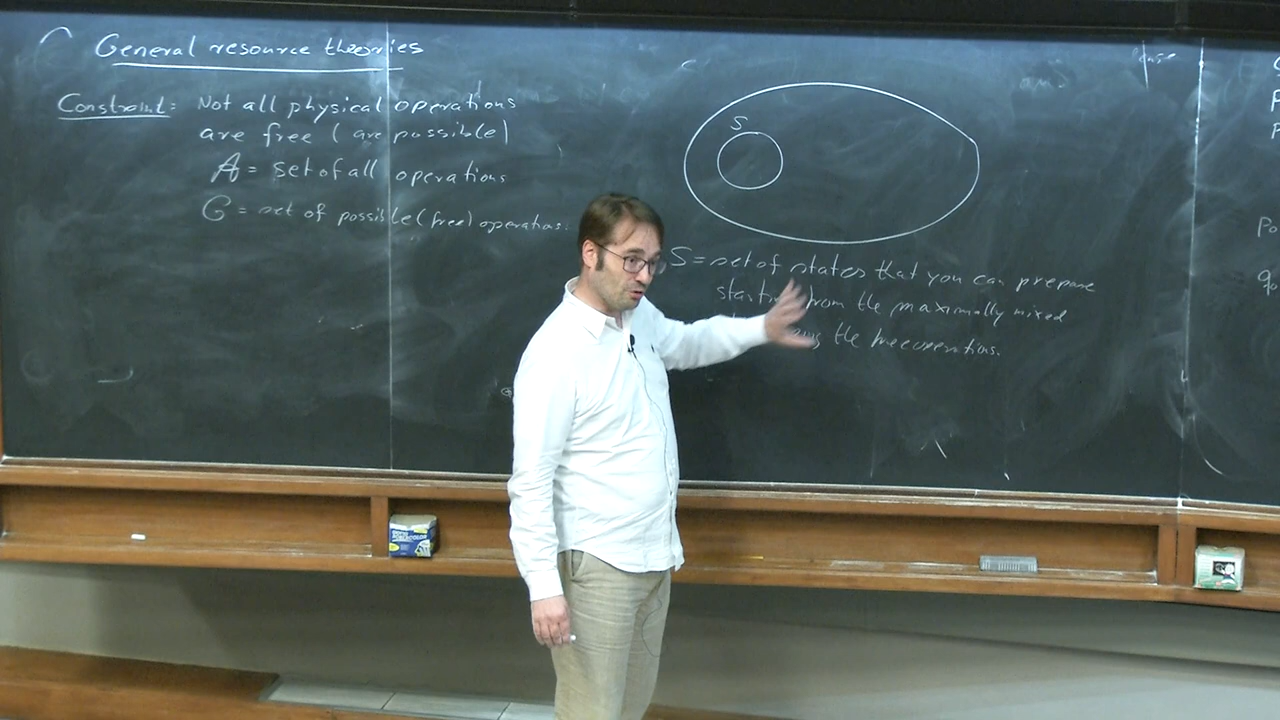 General resource theories
Constraint: Not all physical operations
are free (are possible)
A = set of all operations
G = set of possible (free) operations.
S
S = set of states that you can prepare
starting from the maximally mixed
the free operations.